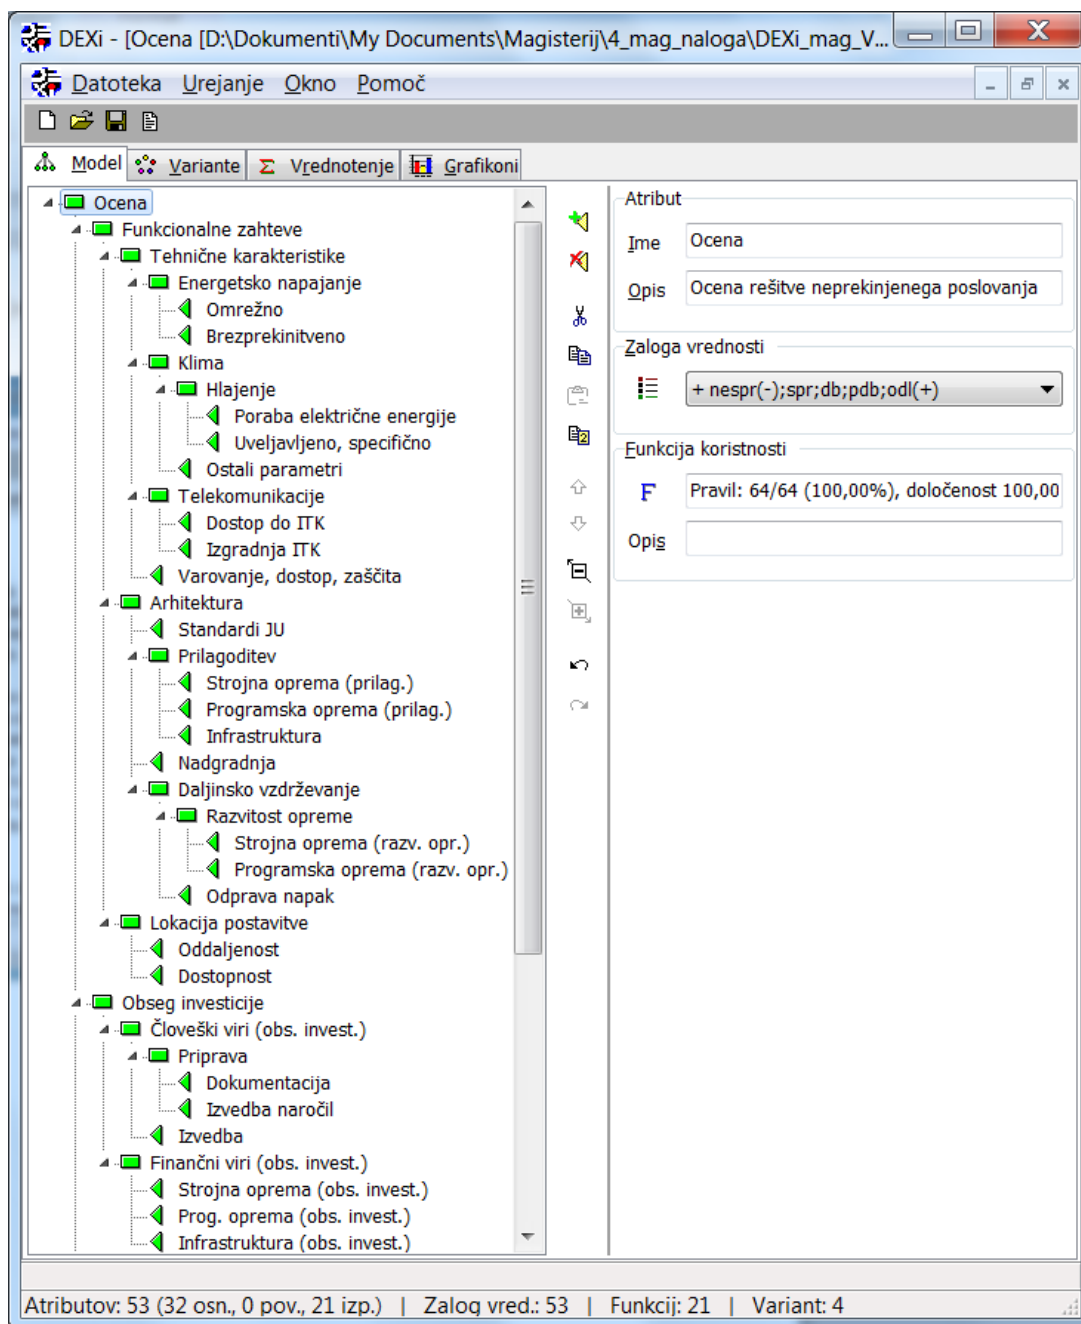 DEXi - [Ocena [D:\Dokumenti\My Documents\Magisterij\4_mag_naloga\DEXi_mag_V...
Datoteka Urejanje Okno Pomoč
Model Variante Vrednotenje Grafikoni
Ocena
Funkcionalne zahteve
Tehnične karakteristike
Energetsko napajanje
Omrežno
Brezprekinitveno
Klima
Hlajenje
Poraba električne energije
Uveljavljeno, specifično
Ostali parametri
Telekomunikacije
Dostop do ITK
Izgradnja ITK
Varovanje, dostop, zaščita
Arhitektura
Standardi JU
Prilagoditev
Strojna oprema (prilag.)
Programska oprema (prilag.)
Infrastruktura
Nadgradnja
Daljinsko vzdrževanje
Razvitost opreme
Strojna oprema (razv. opr.)
Programska oprema (razv. opr.)
Odprava napak
Lokacija postavitve
Oddaljenost
Dostopnost
Obseg investicije
Človeški viri (obs. invest.)
Priprava
Dokumentacija
Izvedba naročil
Izvedba
Finančni viri (obs. invest.)
Strojna oprema (obs. invest.)
Prog. oprema (obs. invest.)
Infrastruktura (obs. invest.)
Atribut
Ime Ocena
Opis Ocena rešitve neprekinjenega poslovanja
Zaloga vrednosti
+ nespr(-);spr;db;pdb;odl(+)
Funkcija koristnosti
F Pravil: 64/64 (100,00%), določenost 100,00
Opis
Atributov: 53 (32 osn., 0 pov., 21 izp.) | Zalog vred.: 53 | Funkcij: 21 | Variant: 4